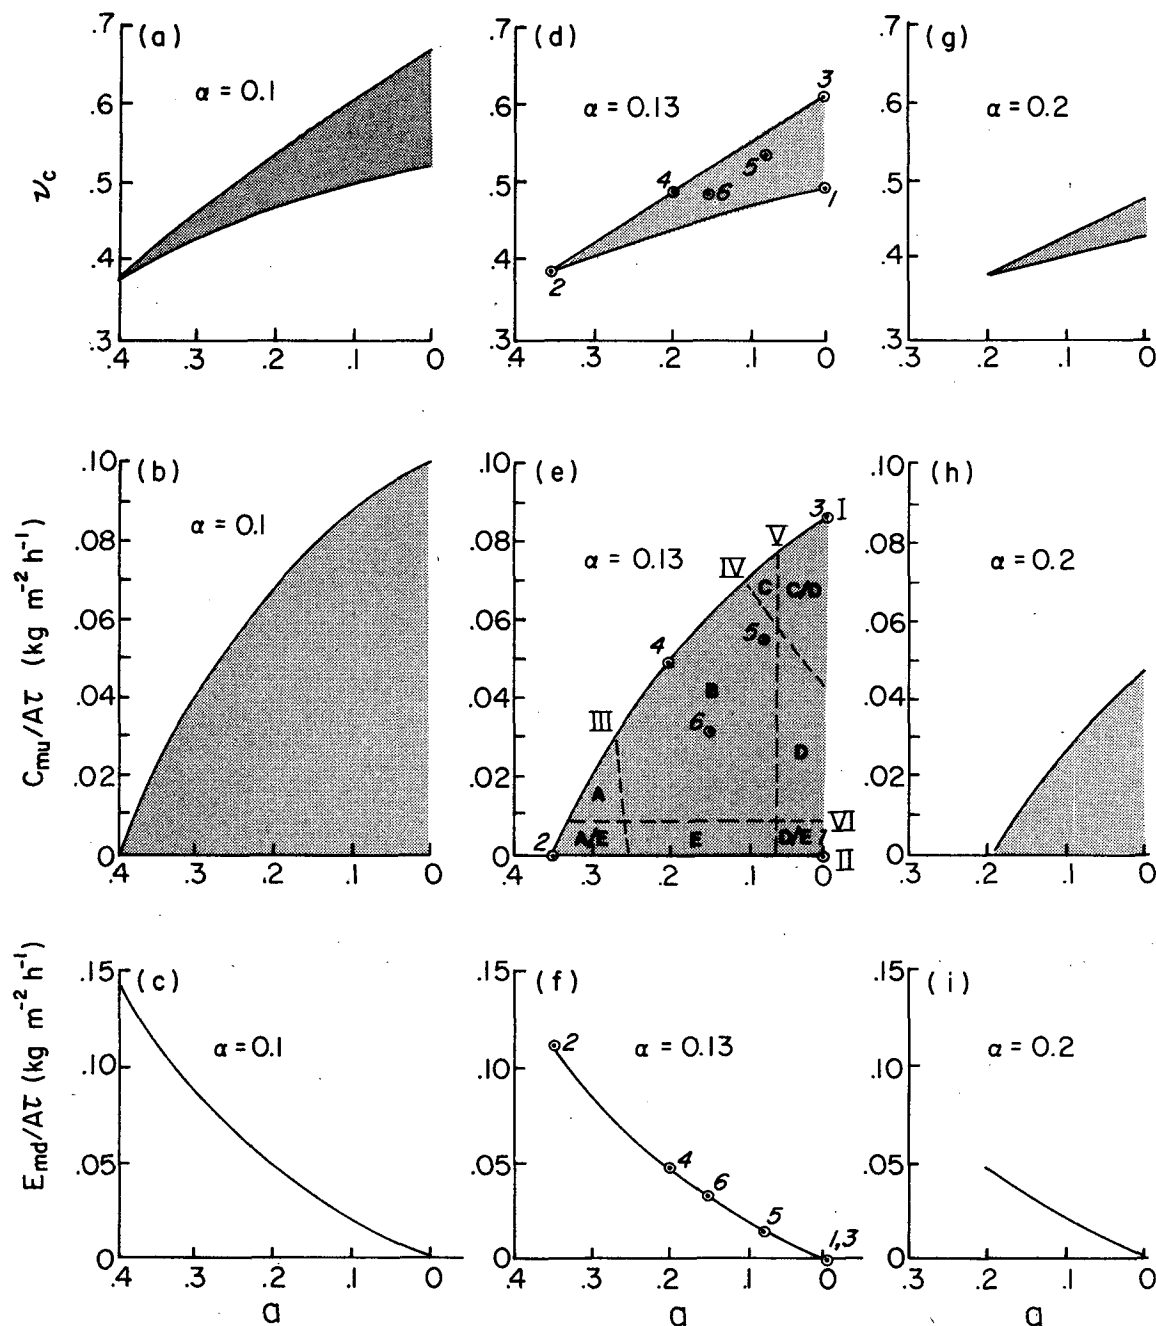 (a)
α = 0.1
ν_c
.7
.6
.5
.4
.3
.4 .3 .2 .1 0
(d)
α = 0.13
.7
.6
.5
.4
.3
3
5
4
6
1
2
.4 .3 .2 .1 0
(g)
α = 0.2
.7
.6
.5
.4
.3
.3 .2 .1 0
(b)
α = 0.1
C_mu/Aτ (kg m⁻² h⁻¹)
.10
.08
.06
.04
.02
0
.4 .3 .2 .1 0
(e)
α = 0.13
.10
.08
.06
.04
.02
0
3 I
V
IV
C
C/D
5
4
B
6
III
D
A
VI
2
A/E
E
D/E
1
II
.4 .3 .2 .1 0
(h)
α = 0.2
.10
.08
.06
.04
.02
0
.3 .2 .1 0
(c)
α = 0.1
E_md/Aτ (kg m⁻² h⁻¹)
.15
.10
.05
0
.4 .3 .2 .1 0
a
(f)
α = 0.13
.15
.10
.05
0
2
4
6
5
1,3
.4 .3 .2 .1 0
a
(i)
α = 0.2
.15
.10
.05
0
.3 .2 .1 0
a